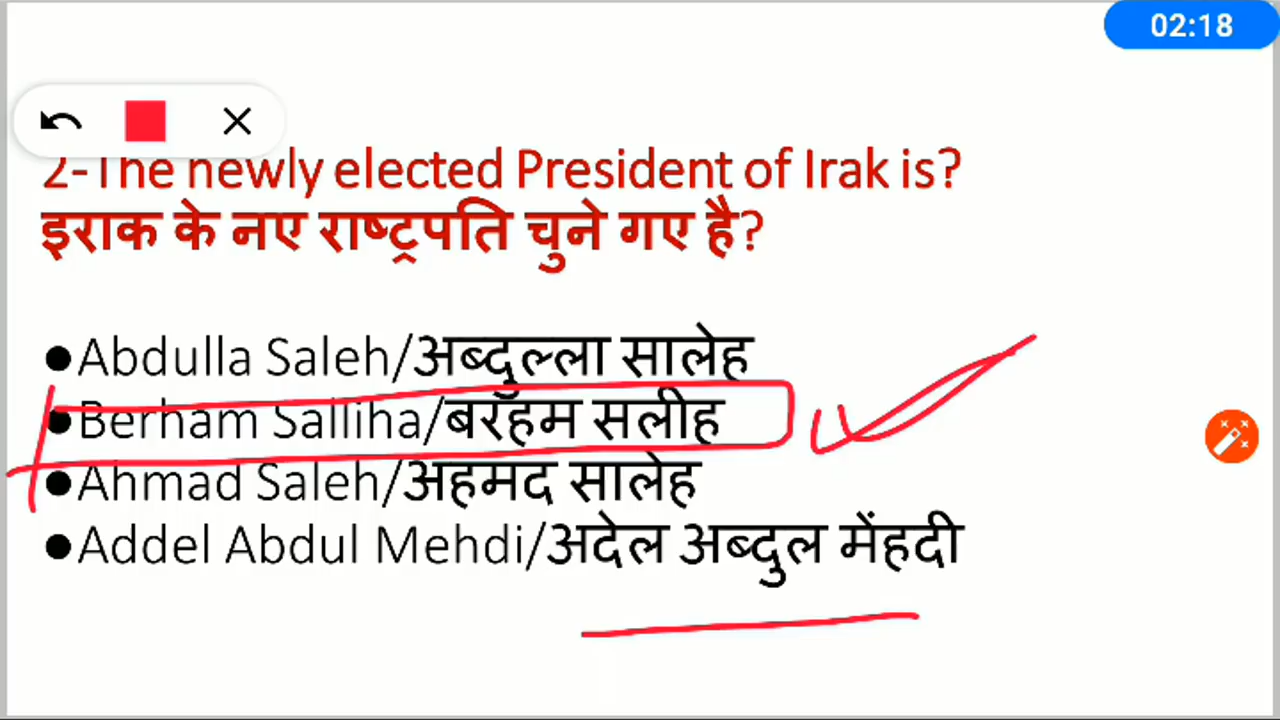 02:18
2-The newly elected President of Irak is?
इराक के नए राष्ट्रपति चुने गए है?
●Abdulla Saleh/अब्दुल्ला सालेह
●Berham Salliha/बरहम सलीह
●Ahmad Saleh/अहमद सालेह
●Addel Abdul Mehdi/अदेल अब्दुल मेंहदी